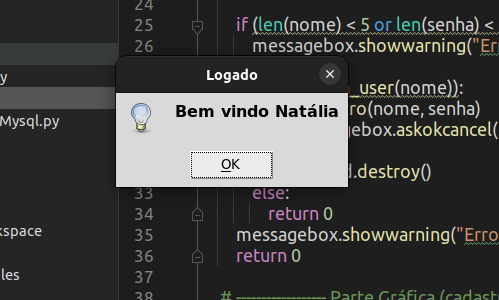 24
25 if (len(nome) < 5 or len(senha) <
26 messagebox.showwarning("Erro
Logado
Bem vindo Natália
OK
y
_user(nome)):
ro(nome, senha)
Mysql.py
gebox.askokcancel(
d.destroy()
33 else:
34 return 0
kspace
35 messagebox.showwarning("Erro
36 return 0
les
37
38 # ------------------ Parte Gráfica (cadast